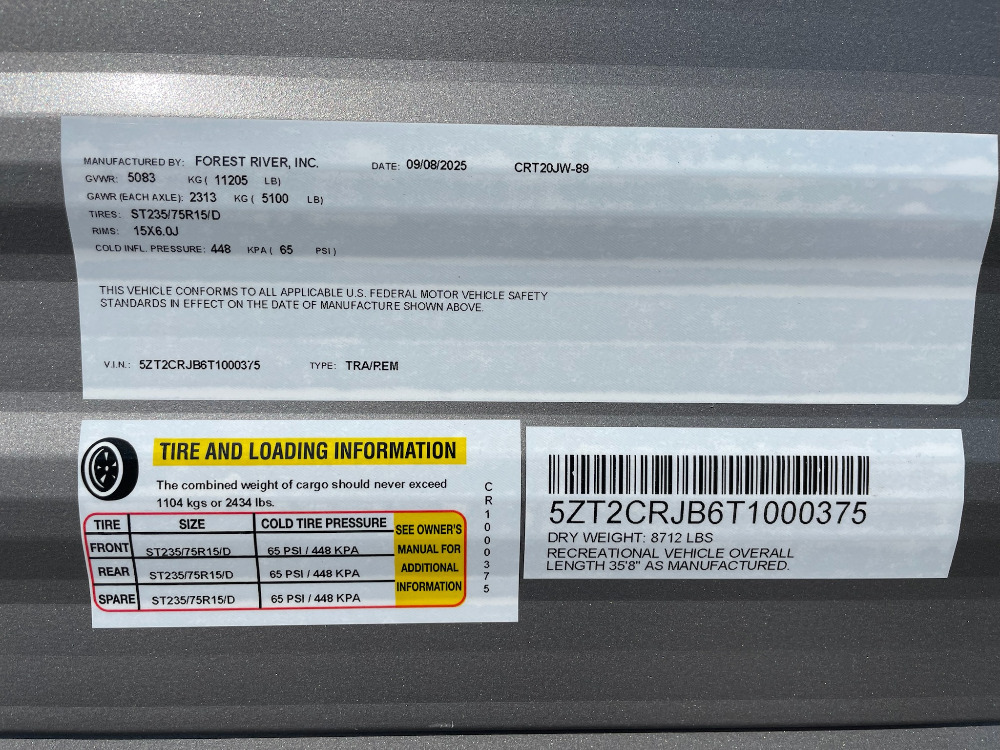 MANUFACTURED BY: FOREST RIVER, INC. DATE: 09/08/2025 CRT20JW-89
GVWR: 5083 KG ( 11205 LB)
GAWR (EACH AXLE): 2313 KG ( 5100 LB)
TIRES: ST235/75R15/D
RIMS: 15X6.0J
COLD INFL. PRESSURE: 448 KPA ( 65 PSI )
THIS VEHICLE CONFORMS TO ALL APPLICABLE U.S. FEDERAL MOTOR VEHICLE SAFETY
STANDARDS IN EFFECT ON THE DATE OF MANUFACTURE SHOWN ABOVE.
V.I.N.: 5ZT2CRJB6T1000375 TYPE: TRA/REM
TIRE AND LOADING INFORMATION
The combined weight of cargo should never exceed
1104 kgs or 2434 lbs.
TIRE SIZE COLD TIRE PRESSURE
FRONT ST235/75R15/D 65 PSI / 448 KPA
REAR ST235/75R15/D 65 PSI / 448 KPA
SPARE ST235/75R15/D 65 PSI / 448 KPA
SEE OWNER'S
MANUAL FOR
ADDITIONAL
INFORMATION
CR1000375
5ZT2CRJB6T1000375
DRY WEIGHT: 8712 LBS
RECREATIONAL VEHICLE OVERALL
LENGTH 35'8" AS MANUFACTURED.